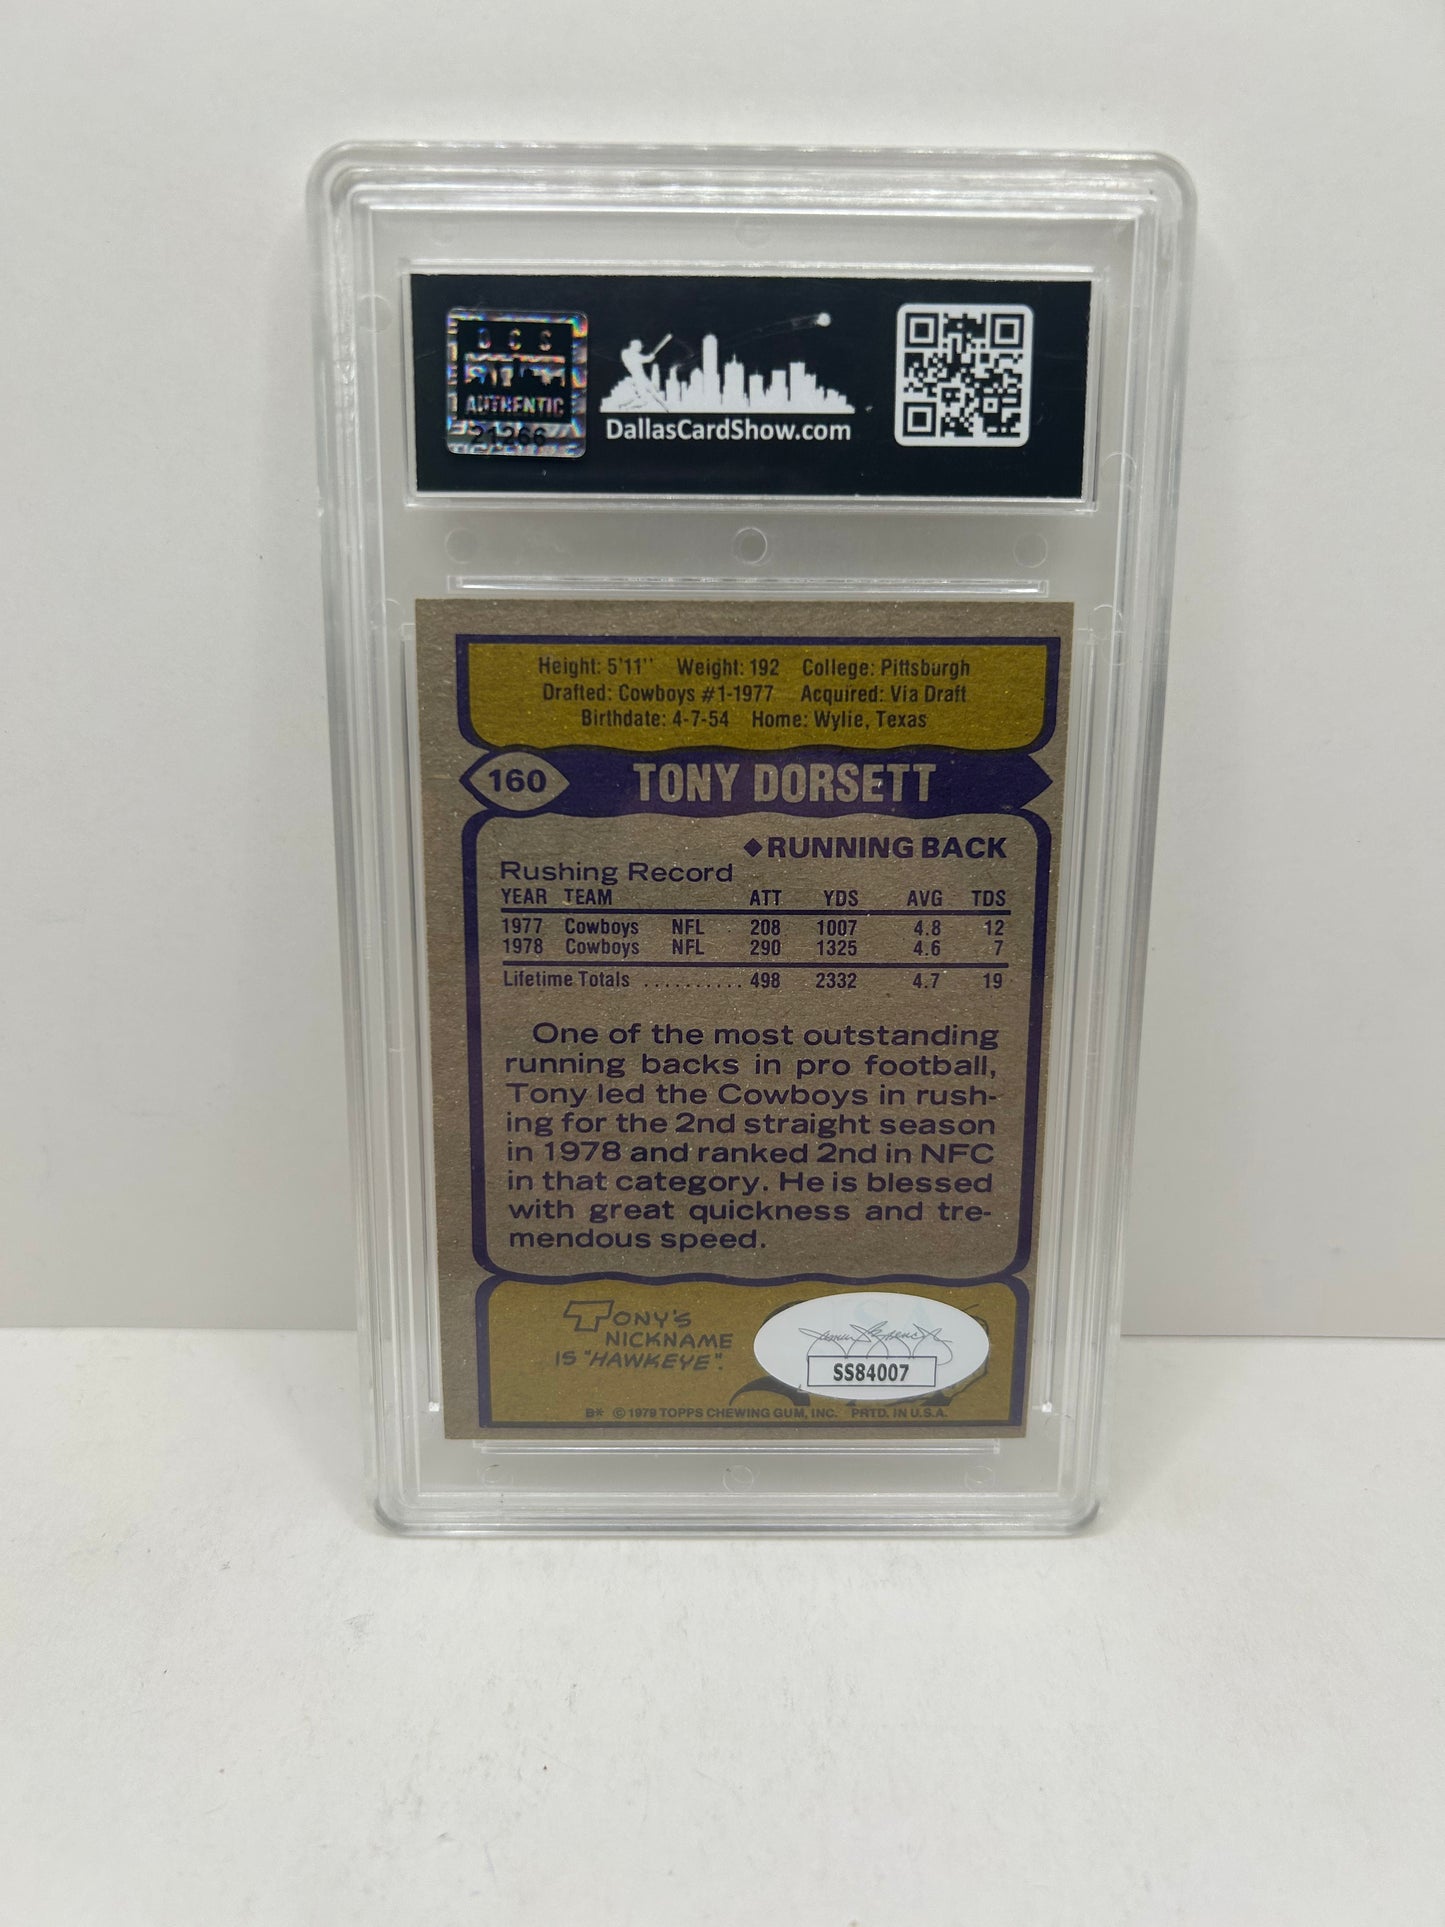 DCS
AUTHENTIC
21266
DallasCardShow.com
Height: 5'11" Weight: 192 College: Pittsburgh
Drafted: Cowboys #1-1977 Acquired: Via Draft
Birthdate: 4-7-54 Home: Wylie, Texas
160 TONY DORSETT
◆RUNNING BACK
Rushing Record
YEAR TEAM ATT YDS AVG TDS
1977 Cowboys NFL 208 1007 4.8 12
1978 Cowboys NFL 290 1325 4.6 7
Lifetime Totals .......... 498 2332 4.7 19
One of the most outstanding
running backs in pro football,
Tony led the Cowboys in rush-
ing for the 2nd straight season
in 1978 and ranked 2nd in NFC
in that category. He is blessed
with great quickness and tre-
mendous speed.
TONY'S
NICKNAME
IS "HAWKEYE".
SS84007
B* © 1979 TOPPS CHEWING GUM, INC. PRTD. IN U.S.A.